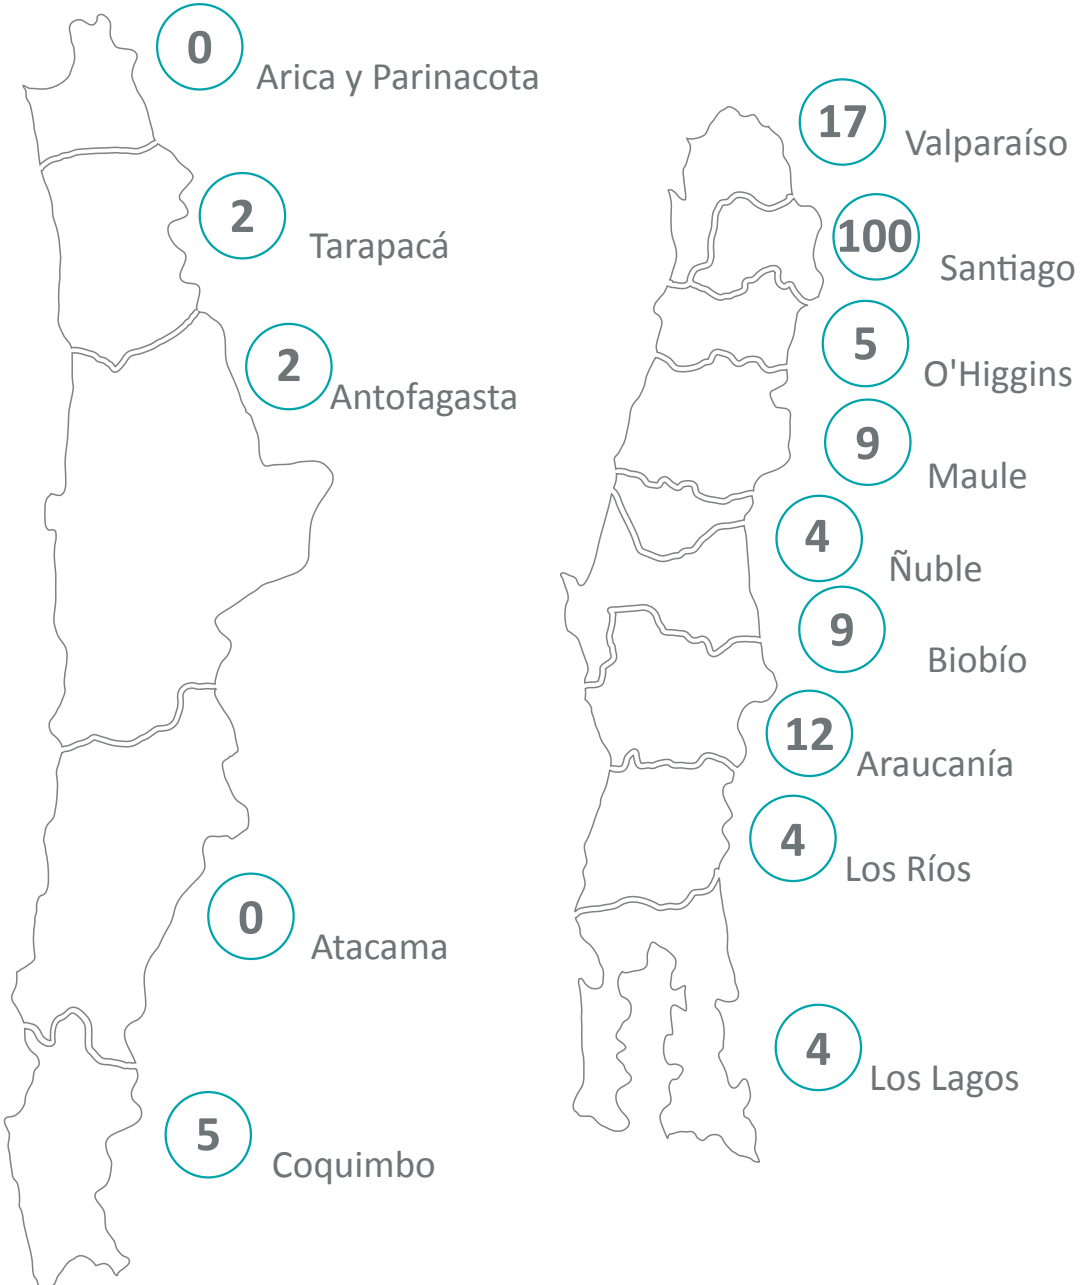 0
Arica y Parinacota
2
Tarapacá
2
Antofagasta
0
Atacama
5
Coquimbo
17
Valparaíso
100
Santiago
5
O'Higgins
9
Maule
4
Ñuble
9
Biobío
12
Araucanía
4
Los Ríos
4
Los Lagos